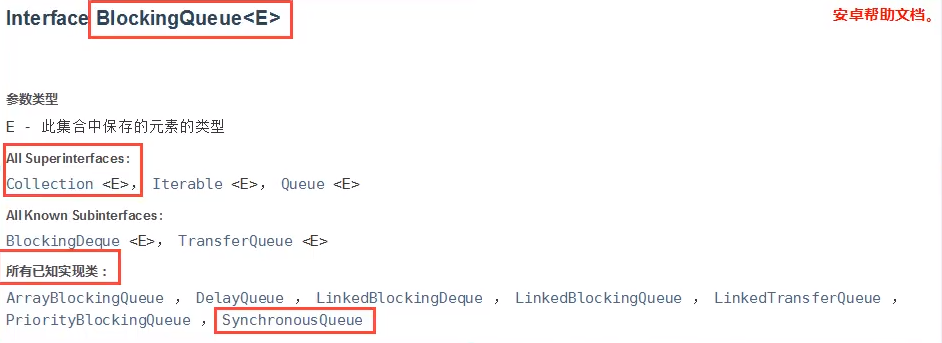 Interface BlockingQueue<E>
安卓帮助文档。
参数类型
E - 此集合中保存的元素的类型
All Superinterfaces:
Collection <E>, Iterable <E>, Queue <E>
All Known Subinterfaces:
BlockingDeque <E>, TransferQueue <E>
所有已知实现类:
ArrayBlockingQueue , DelayQueue , LinkedBlockingDeque , LinkedBlockingQueue , LinkedTransferQueue ,
PriorityBlockingQueue , SynchronousQueue